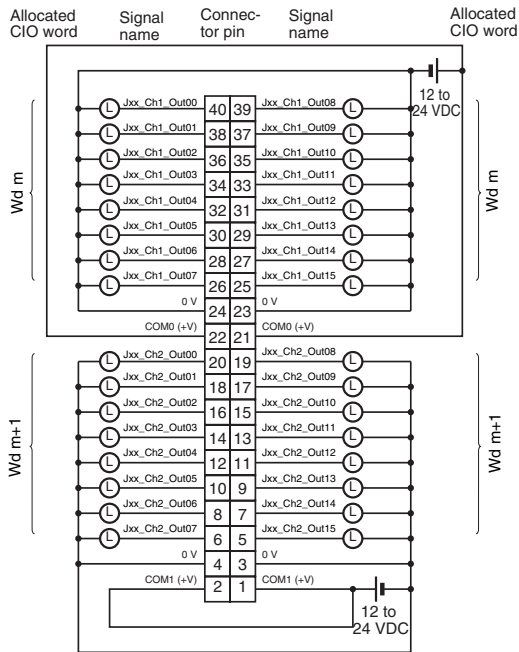 Allocated CIO word Signal name Connec-tor pin Signal name Allocated CIO word
12 to 24 VDC
Wd m
Wd m
Jxx_Ch1_Out00 40 39 Jxx_Ch1_Out08
L L
Jxx_Ch1_Out01 38 37 Jxx_Ch1_Out09
L L
Jxx_Ch1_Out02 36 35 Jxx_Ch1_Out10
L L
Jxx_Ch1_Out03 34 33 Jxx_Ch1_Out11
L L
Jxx_Ch1_Out04 32 31 Jxx_Ch1_Out12
L L
Jxx_Ch1_Out05 30 29 Jxx_Ch1_Out13
L L
Jxx_Ch1_Out06 28 27 Jxx_Ch1_Out14
L L
Jxx_Ch1_Out07 26 25 Jxx_Ch1_Out15
L L
0 V 24 23 0 V
COM0 (+V) 22 21 COM0 (+V)
Wd m+1
Wd m+1
Jxx_Ch2_Out00 20 19 Jxx_Ch2_Out08
L L
Jxx_Ch2_Out01 18 17 Jxx_Ch2_Out09
L L
Jxx_Ch2_Out02 16 15 Jxx_Ch2_Out10
L L
Jxx_Ch2_Out03 14 13 Jxx_Ch2_Out11
L L
Jxx_Ch2_Out04 12 11 Jxx_Ch2_Out12
L L
Jxx_Ch2_Out05 10 9 Jxx_Ch2_Out13
L L
Jxx_Ch2_Out06 8 7 Jxx_Ch2_Out14
L L
Jxx_Ch2_Out07 6 5 Jxx_Ch2_Out15
L L
0 V 4 3 0 V
COM1 (+V) 2 1 COM1 (+V)
12 to
24 VDC